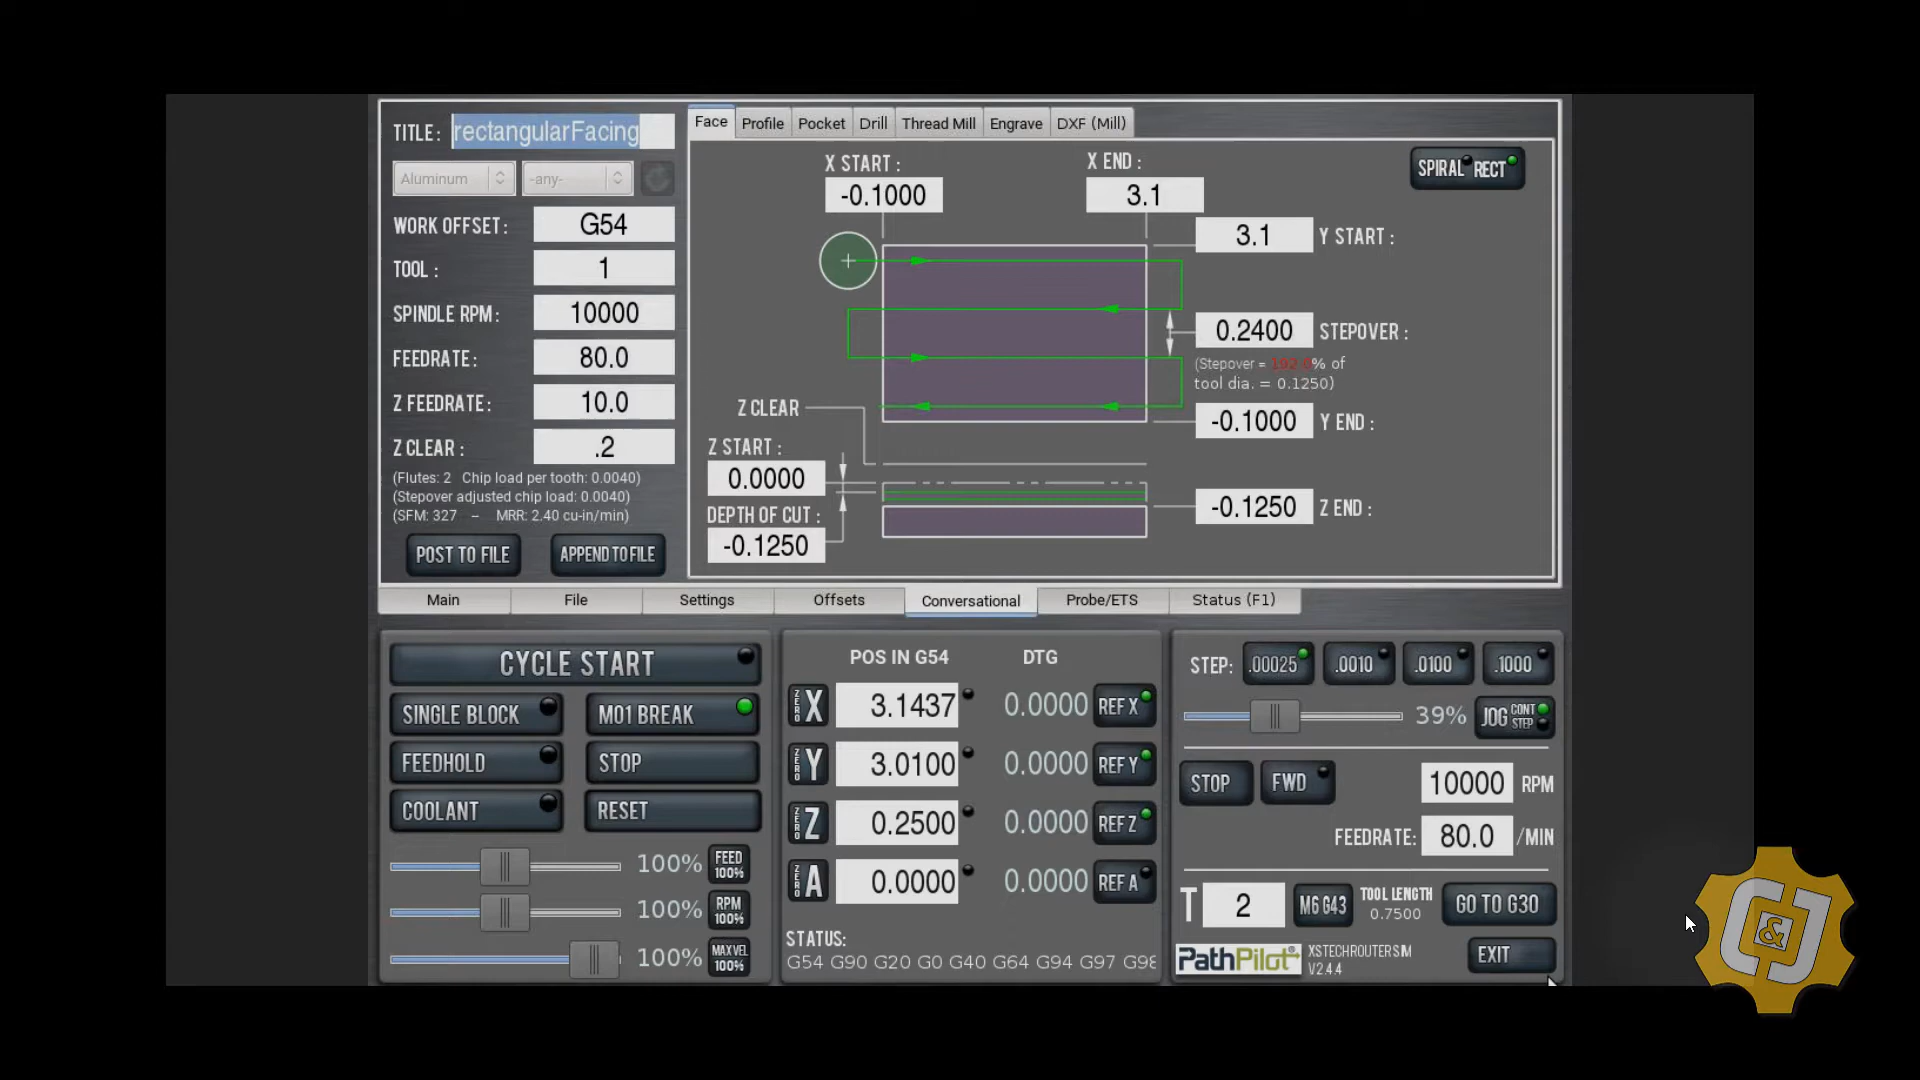 TITLE: rectangularFacing
Aluminum -any-
WORK OFFSET: G54
TOOL: 1
SPINDLE RPM: 10000
FEEDRATE: 80.0
Z FEEDRATE: 10.0
Z CLEAR: .2
(Flutes: 2 Chip load per tooth: 0.0040)
(Stepover adjusted chip load: 0.0040)
(SFM: 327 – MRR: 2.40 cu-in/min)
POST TO FILE APPEND TO FILE
Face Profile Pocket Drill Thread Mill Engrave DXF (Mill)
X START: X END:
-0.1000 3.1
SPIRAL RECT
3.1 Y START:
0.2400 STEPOVER:
(Stepover = 192.0% of
tool dia. = 0.1250)
Z CLEAR
-0.1000 Y END:
Z START:
0.0000
-0.1250 Z END:
DEPTH OF CUT:
-0.1250
Main File Settings Offsets Conversational Probe/ETS Status (F1)
CYCLE START
SINGLE BLOCK M01 BREAK
FEEDHOLD STOP
COOLANT RESET
100% FEED 100%
100% RPM 100%
100% MAXVEL 100%
POS IN G54 DTG
ZERO X 3.1437 0.0000 REF X
ZERO Y 3.0100 0.0000 REF Y
ZERO Z 0.2500 0.0000 REF Z
ZERO A 0.0000 0.0000 REF A
STATUS:
G54 G90 G20 G0 G40 G64 G94 G97 G98
STEP: .00025 .0010 .0100 .1000
39% JOG CONT STEP
STOP FWD 10000 RPM
FEEDRATE: 80.0 /MIN
T 2 M6 G43 TOOL LENGTH 0.7500 GO TO G30
PathPilot XSTECHROUTERSIM
V2.4.4
EXIT
C&J